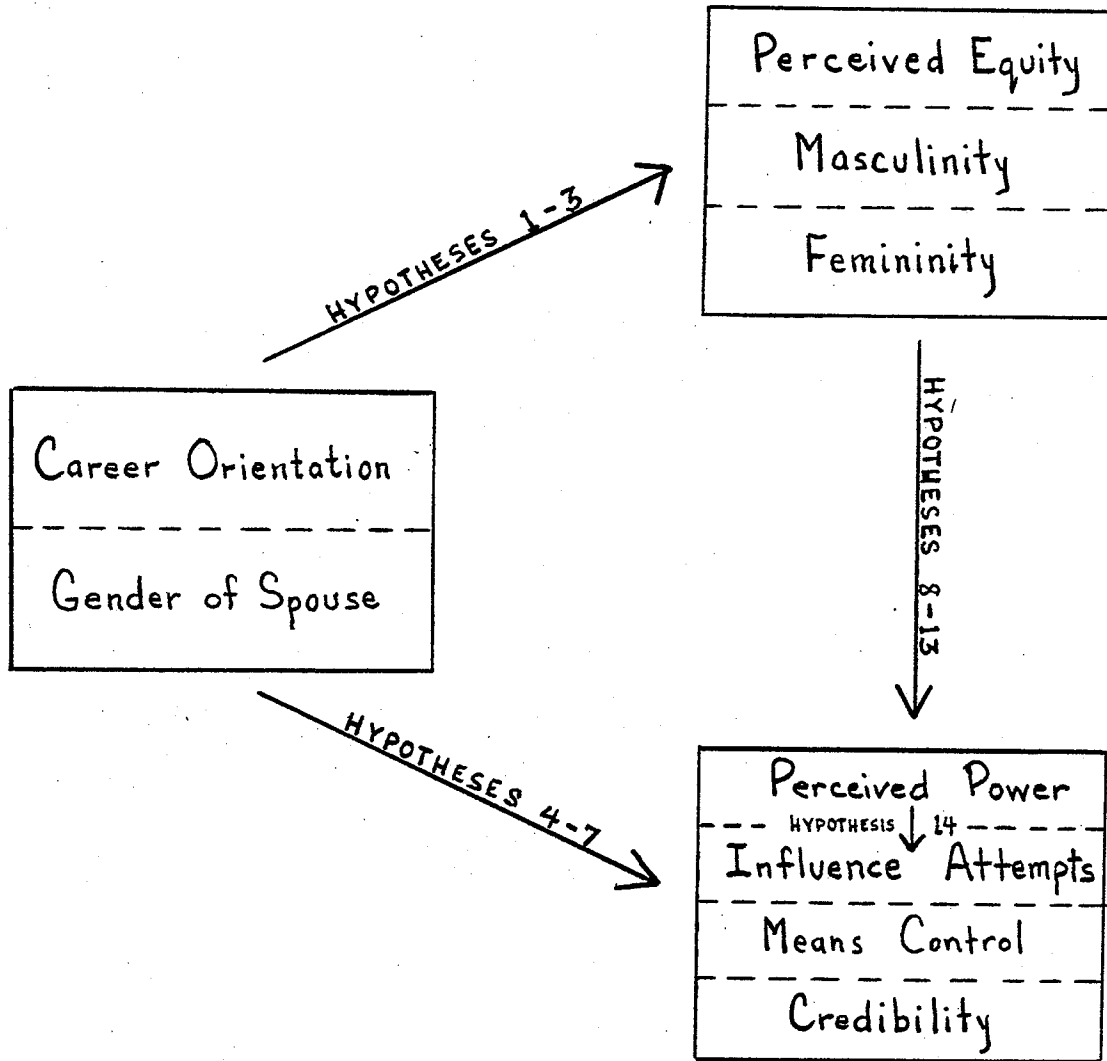 Perceived Equity
Masculinity
Femininity
HYPOTHESES 1-3
Career Orientation
Gender of Spouse
HYPOTHESES 8-13
HYPOTHESES 4-7
Perceived Power
HYPOTHESIS 14
Influence Attempts
Means Control
Credibility